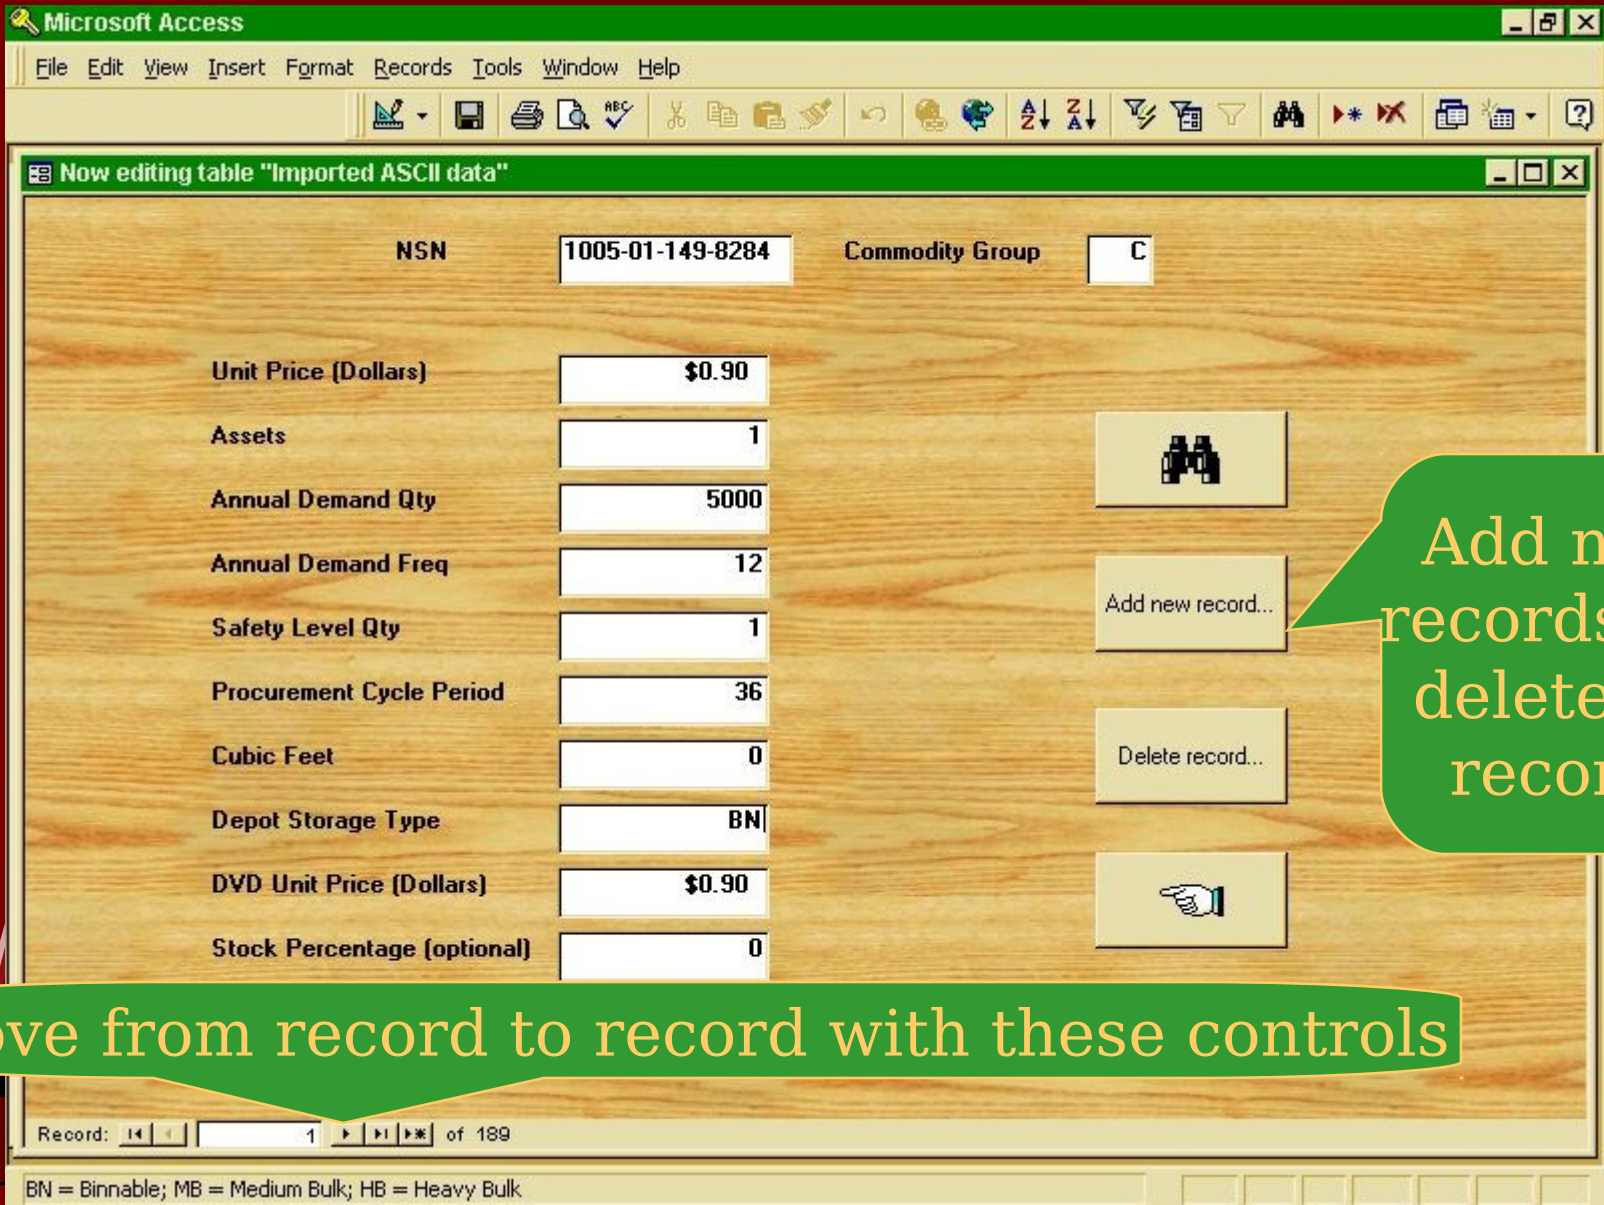 Microsoft Access
File Edit View Insert Format Records Tools Window Help
Now editing table "Imported ASCII data"
NSN 1005-01-149-8284 Commodity Group C
Unit Price (Dollars) $0.90
Assets 1
Annual Demand Qty 5000
Annual Demand Freq 12
Safety Level Qty 1
Procurement Cycle Period 36
Cubic Feet 0
Depot Storage Type BN
DVD Unit Price (Dollars) $0.90
Stock Percentage (optional) 0
Add new record...
Delete record...
Add
records
delete
from record to record with these controls
Record: 1 of 189
BN = Binnable; MB = Medium Bulk; HB = Heavy Bulk